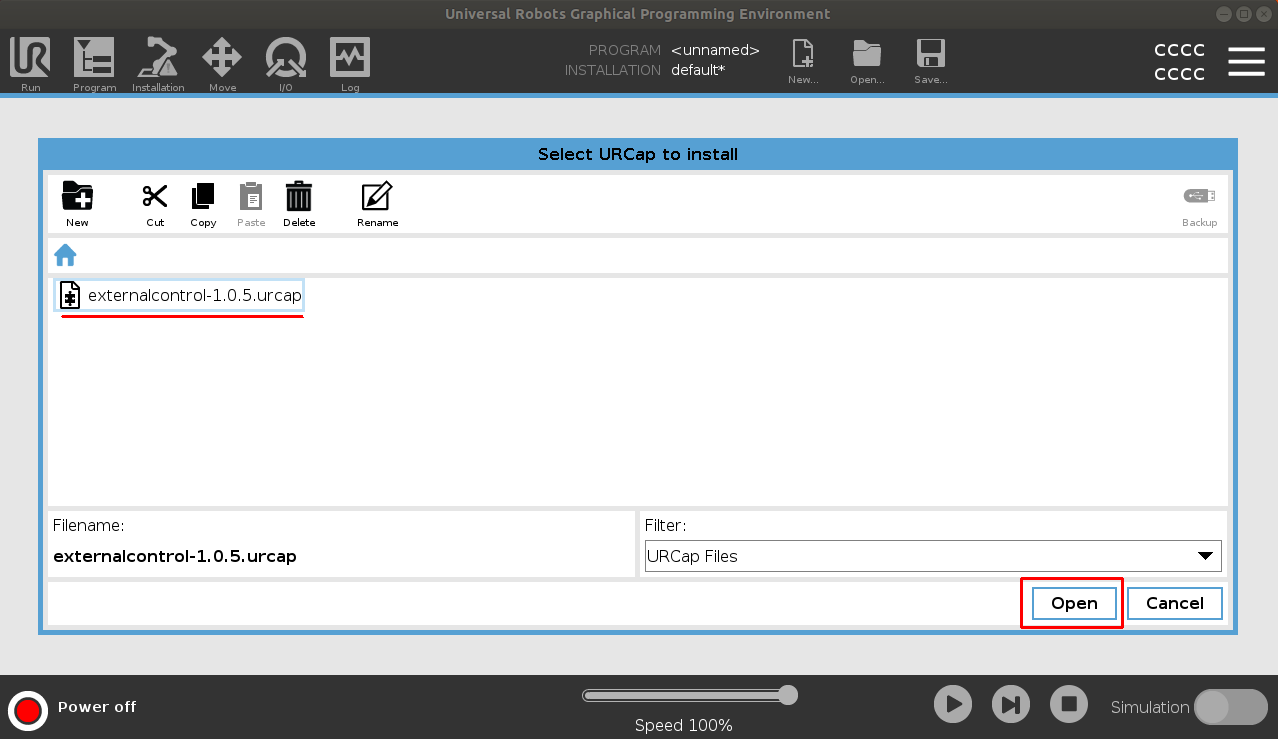 Universal Robots Graphical Programming Environment
UR
Run
Program
Installation
Move
I/O
Log
PROGRAM <unnamed>
INSTALLATION default*
New...
Open...
Save...
CCCC
CCCC
Select URCap to install
New
Cut
Copy
Paste
Delete
Rename
Backup
externalcontrol-1.0.5.urcap
Filename:
externalcontrol-1.0.5.urcap
Filter:
URCap Files
Open
Cancel
Power off
Speed 100%
Simulation